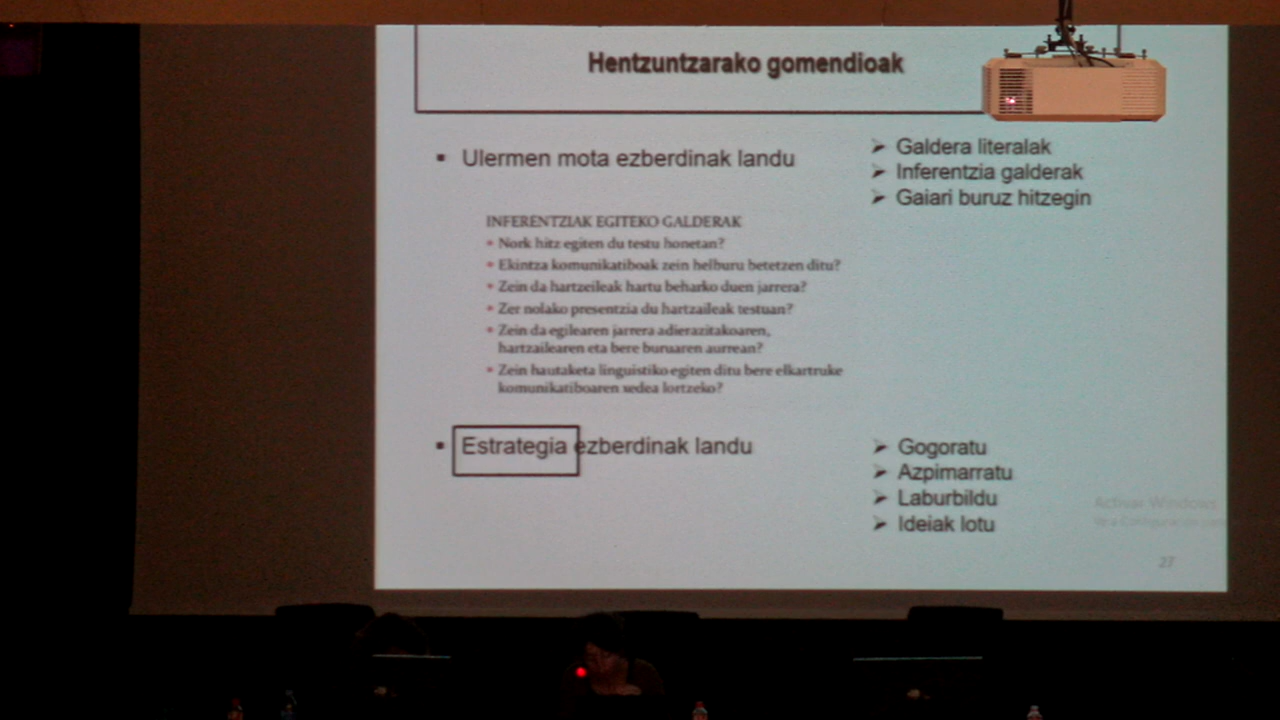 Hentzuntzarako gomendioak
▪ Ulermen mota ezberdinak landu
➢ Galdera literalak
➢ Inferentzia galderak
➢ Gaiari buruz hitzegin
INFERENTZIAK EGITEKO GALDERAK
• Nork hitz egiten du testu honetan?
• Ekintza komunikatiboak zein helburu betetzen ditu?
• Zein da hartzeileak hartu beharko duen jarrera?
• Zer nolako presentzia du hartzaileak testuan?
• Zein da egilearen jarrera adierazitakoaren,
hartzailearen eta bere buruaren aurrean?
• Zein hautaketa linguistiko egiten ditu bere elkartruke
komunikatiboaren xedea lortzeko?
▪ Estrategia ezberdinak landu
➢ Gogoratu
➢ Azpimarratu
➢ Laburbildu
➢ Ideiak lotu
Activar Windows
27